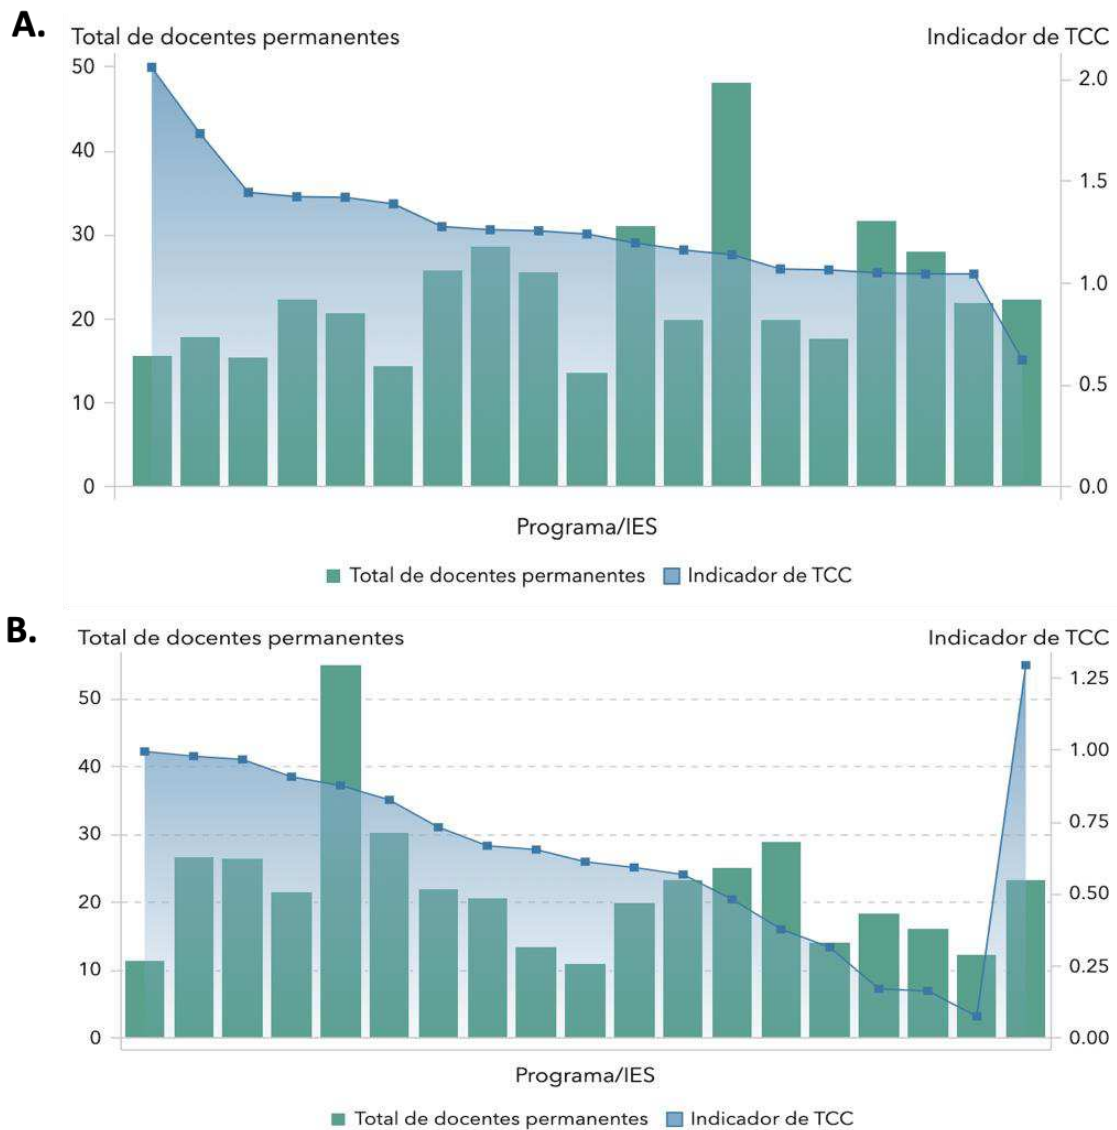 A.
Total de docentes permanentes
Indicador de TCC
50
40
30
20
10
0
2.0
1.5
1.0
0.5
0.0
Programa/IES
Total de docentes permanentes Indicador de TCC
B.
Total de docentes permanentes
Indicador de TCC
50
40
30
20
10
0
1.25
1.00
0.75
0.50
0.25
0.00
Programa/IES
Total de docentes permanentes Indicador de TCC